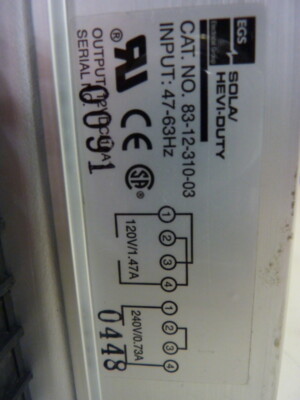 EGS
SOLA/
HEVI-DUTY
CAT. NO. 83-12-310-03
INPUT: 47-63Hz
OUTPUT:
SERIAL
0091
0448
1 2 3 4
120V/1.47A
1 2 3 4
240V/0.73A